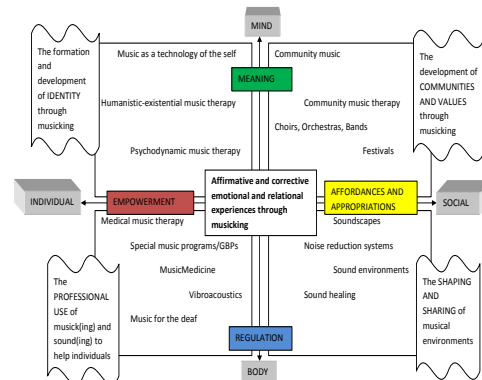 MIND
The formation
and
development of
IDENTITY
through
musicking
Music as a technology of the self
Community music
The
development of
COMMUNITIES
AND VALUES
through
musicking
MEANING
Humanistic-existential music therapy
Community music therapy
Choirs, Orchestras, Bands
Psychodynamic music therapy
Festivals
INDIVIDUAL
EMPOWERMENT
Affirmative and corrective
emotional and relational
experiences through
musicking
AFFORDANCES AND
APPROPRIATIONS
SOCIAL
Medical music therapy
Soundscapes
Special music programs/GBPs
Noise reduction systems
MusicMedicine
Sound environments
Vibroacoustics
Sound healing
Music for the deaf
The
PROFESSIONAL
USE of
musick(ing) and
sound(ing) to
help individuals
The SHAPING
AND
SHARING of
musical
environments
REGULATION
BODY